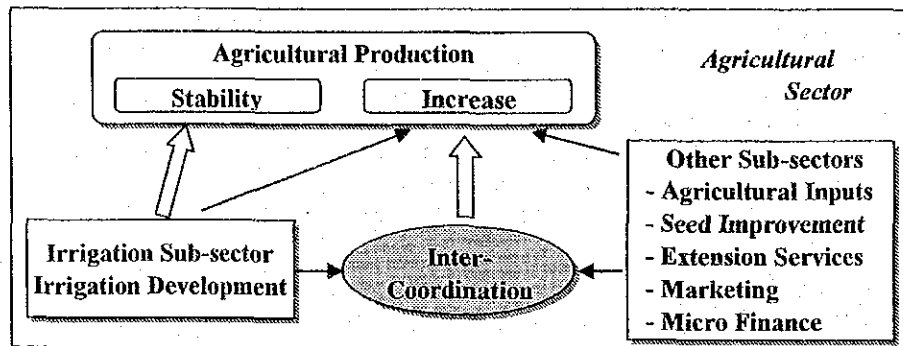 Agricultural Production
Stability
Increase
Agricultural
Sector
Irrigation Sub-sector
Irrigation Development
Inter-
Coordination
Other Sub-sectors
- Agricultural Inputs
- Seed Improvement
- Extension Services
- Marketing
- Micro Finance